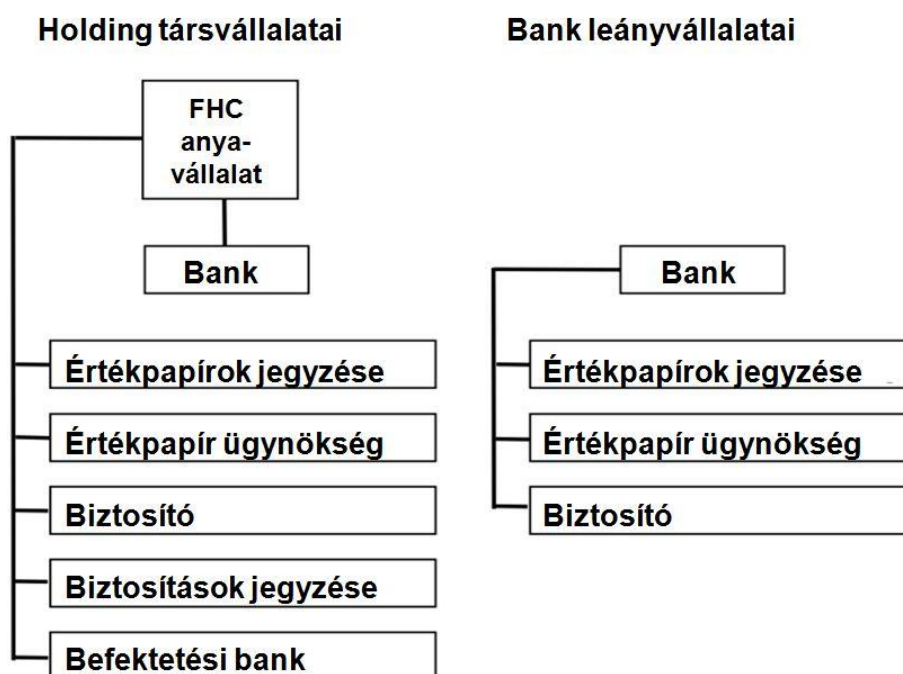 Holding társvállalatai
FHC
anya-
vállalat
Bank
Értékpapírok jegyzése
Értékpapír ügynökség
Biztosító
Biztosítások jegyzése
Befektetési bank
Bank leányvállalatai
Bank
Értékpapírok jegyzése
Értékpapír ügynökség
Biztosító